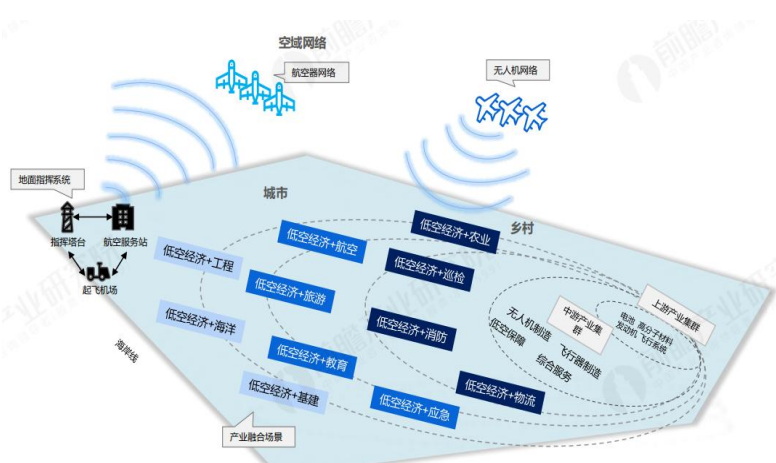 空域网络
航空器网络
无人机网络
地面指挥系统
城市
乡村
指挥塔台
航空服务站
起飞机场
海岸线
低空经济+农业
低空经济+航空
低空经济+巡检
低空经济+工程
低空经济+旅游
低空经济+海洋
低空经济+消防
低空经济+教育
低空经济+基建
低空经济+应急
低空经济+物流
上游产业集群
电池 高分子材料
发动机 飞行系统
中游产业集
群
无人机制造
低空保障
飞行器制造
综合服务
产业融合场景
前瞻